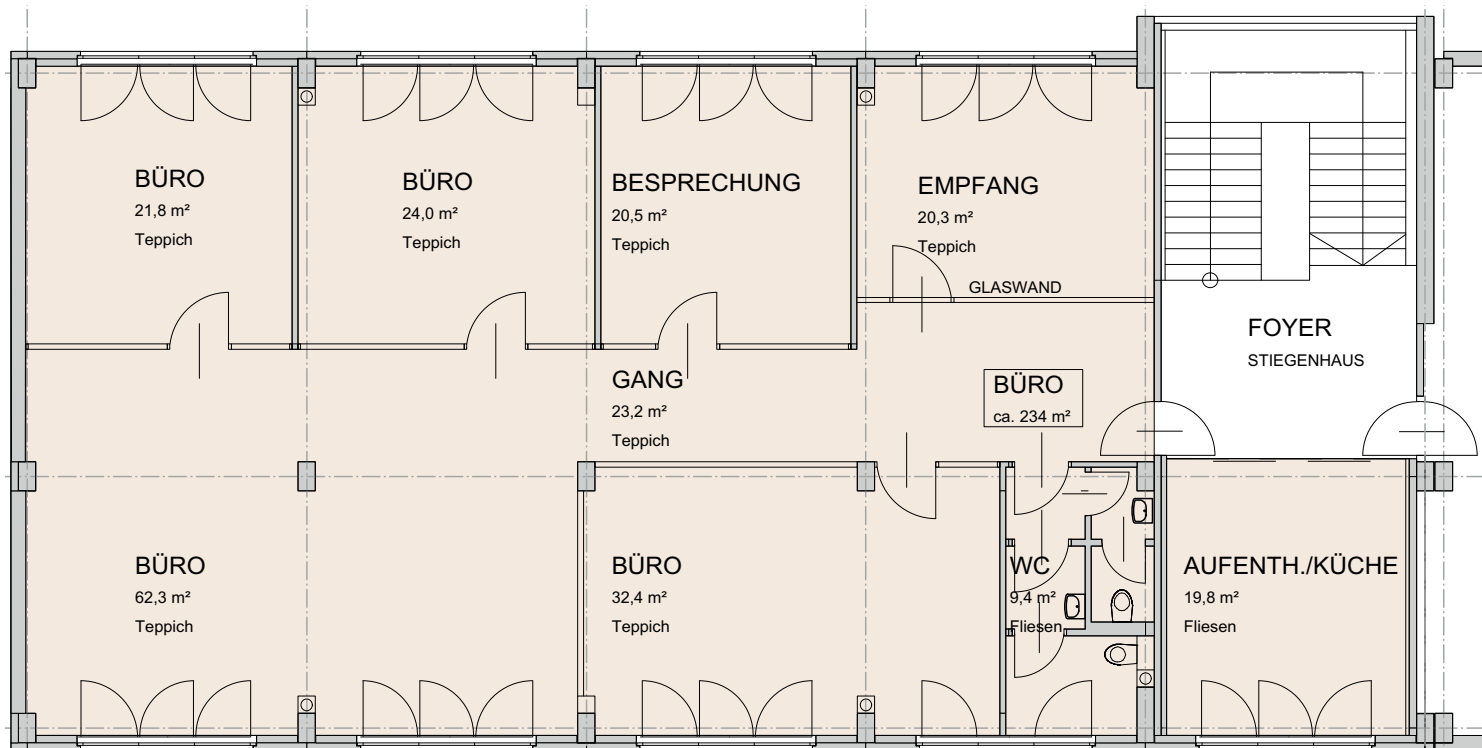 BÜRO
21,8 m²
Teppich
BÜRO
24,0 m²
Teppich
BESPRECHUNG
20,5 m²
Teppich
EMPFANG
20,3 m²
Teppich
GLASWAND
FOYER
STIEGENHAUS
GANG
23,2 m²
Teppich
BÜRO
ca. 234 m²
BÜRO
62,3 m²
Teppich
BÜRO
32,4 m²
Teppich
WC
9,4 m²
Fliesen
AUFENTH./KÜCHE
19,8 m²
Fliesen